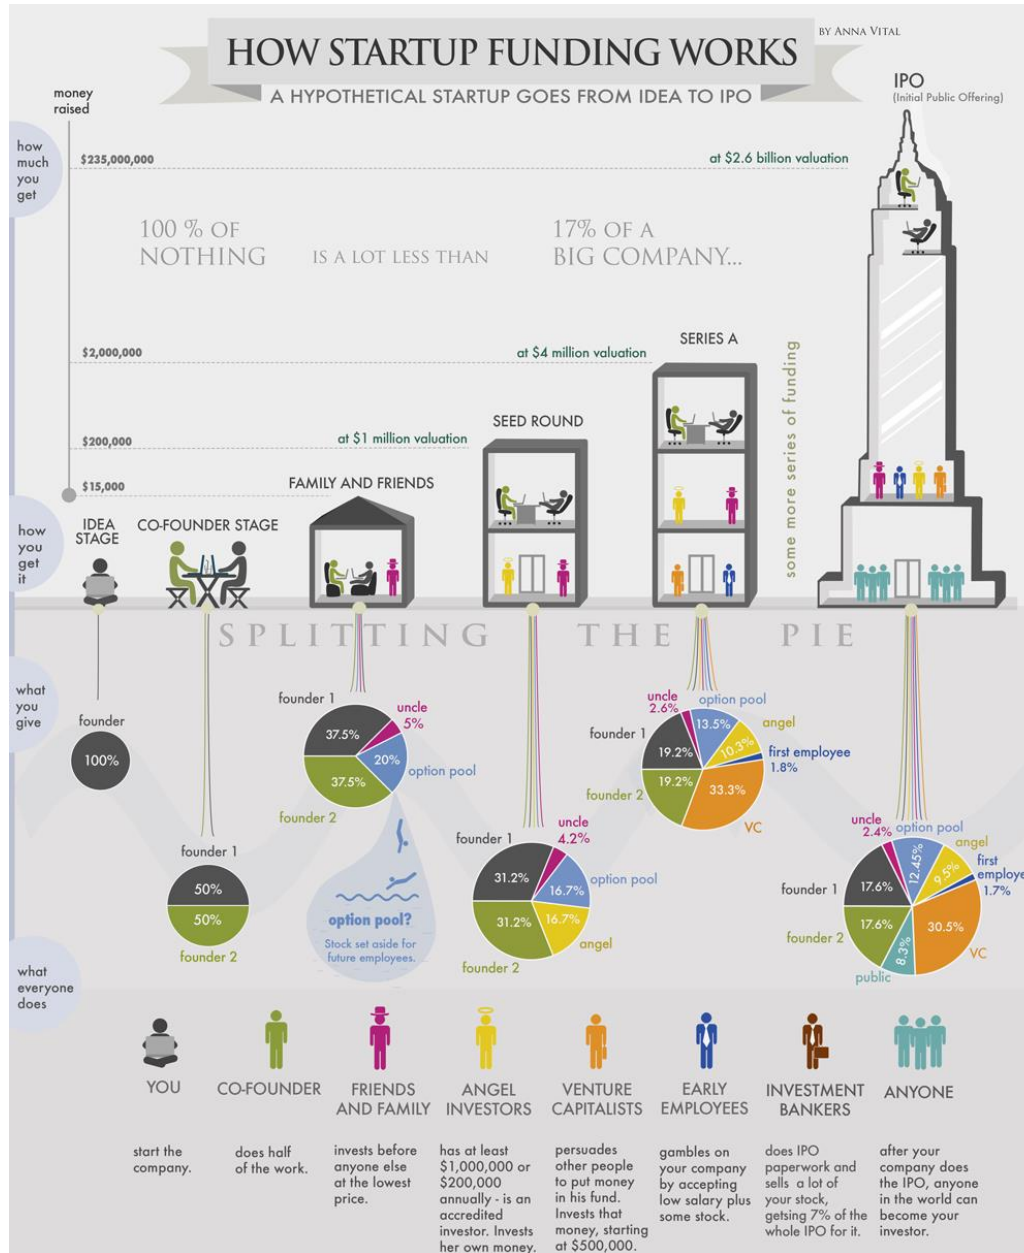 HOW STARTUP FUNDING WORKS
BY ANNA VITAL
A HYPOTHETICAL STARTUP GOES FROM IDEA TO IPO
IPO
(Initial Public Offering)
money
raised
how
much
you
get
$235,000,000
at $2.6 billion valuation
100 % OF
NOTHING
IS A LOT LESS THAN
17% OF A
BIG COMPANY...
$2,000,000
at $4 million valuation
SERIES A
some more series of funding
$200,000
at $1 million valuation
SEED ROUND
$15,000
FAMILY AND FRIENDS
how
you
get
it
IDEA
STAGE
CO-FOUNDER STAGE
SPLITTING THE PIE
what
you
give
founder
100%
founder 1
50%
50%
founder 2
founder 1
37.5%
uncle
5%
20%
option pool
37.5%
founder 2
option pool?
Stock set aside for
future employees.
founder 1
31.2%
uncle
4.2%
option pool
16.7%
31.2%
16.7%
angel
founder 2
uncle
2.6%
option pool
13.5%
angel
10.3%
founder 1
19.2%
first employee
1.8%
19.2%
founder 2
33.3%
VC
uncle
2.4%
option pool
12.45%
angel
9.5%
first
employe
1.7%
founder 1
17.6%
17.6%
founder 2
30.5%
VC
8.3%
public
what
everyone
does
YOU
start the
company.
CO-FOUNDER
does half
of the work.
FRIENDS
AND FAMILY
invests before
anyone else
at the lowest
price.
ANGEL
INVESTORS
has at least
$1,000,000 or
$200,000
annually - is an
accredited
investor. Invests
her own money.
VENTURE
CAPITALISTS
persuades
other people
to put money
in his fund.
Invests that
money, starting
at $500,000.
EARLY
EMPLOYEES
gambles on
your company
by accepting
low salary plus
some stock.
INVESTMENT
BANKERS
does IPO
paperwork and
sells a lot of
your stock,
getsing 7% of the
whole IPO for it.
ANYONE
after your
company does
the IPO, anyone
in the world can
become your
investor.